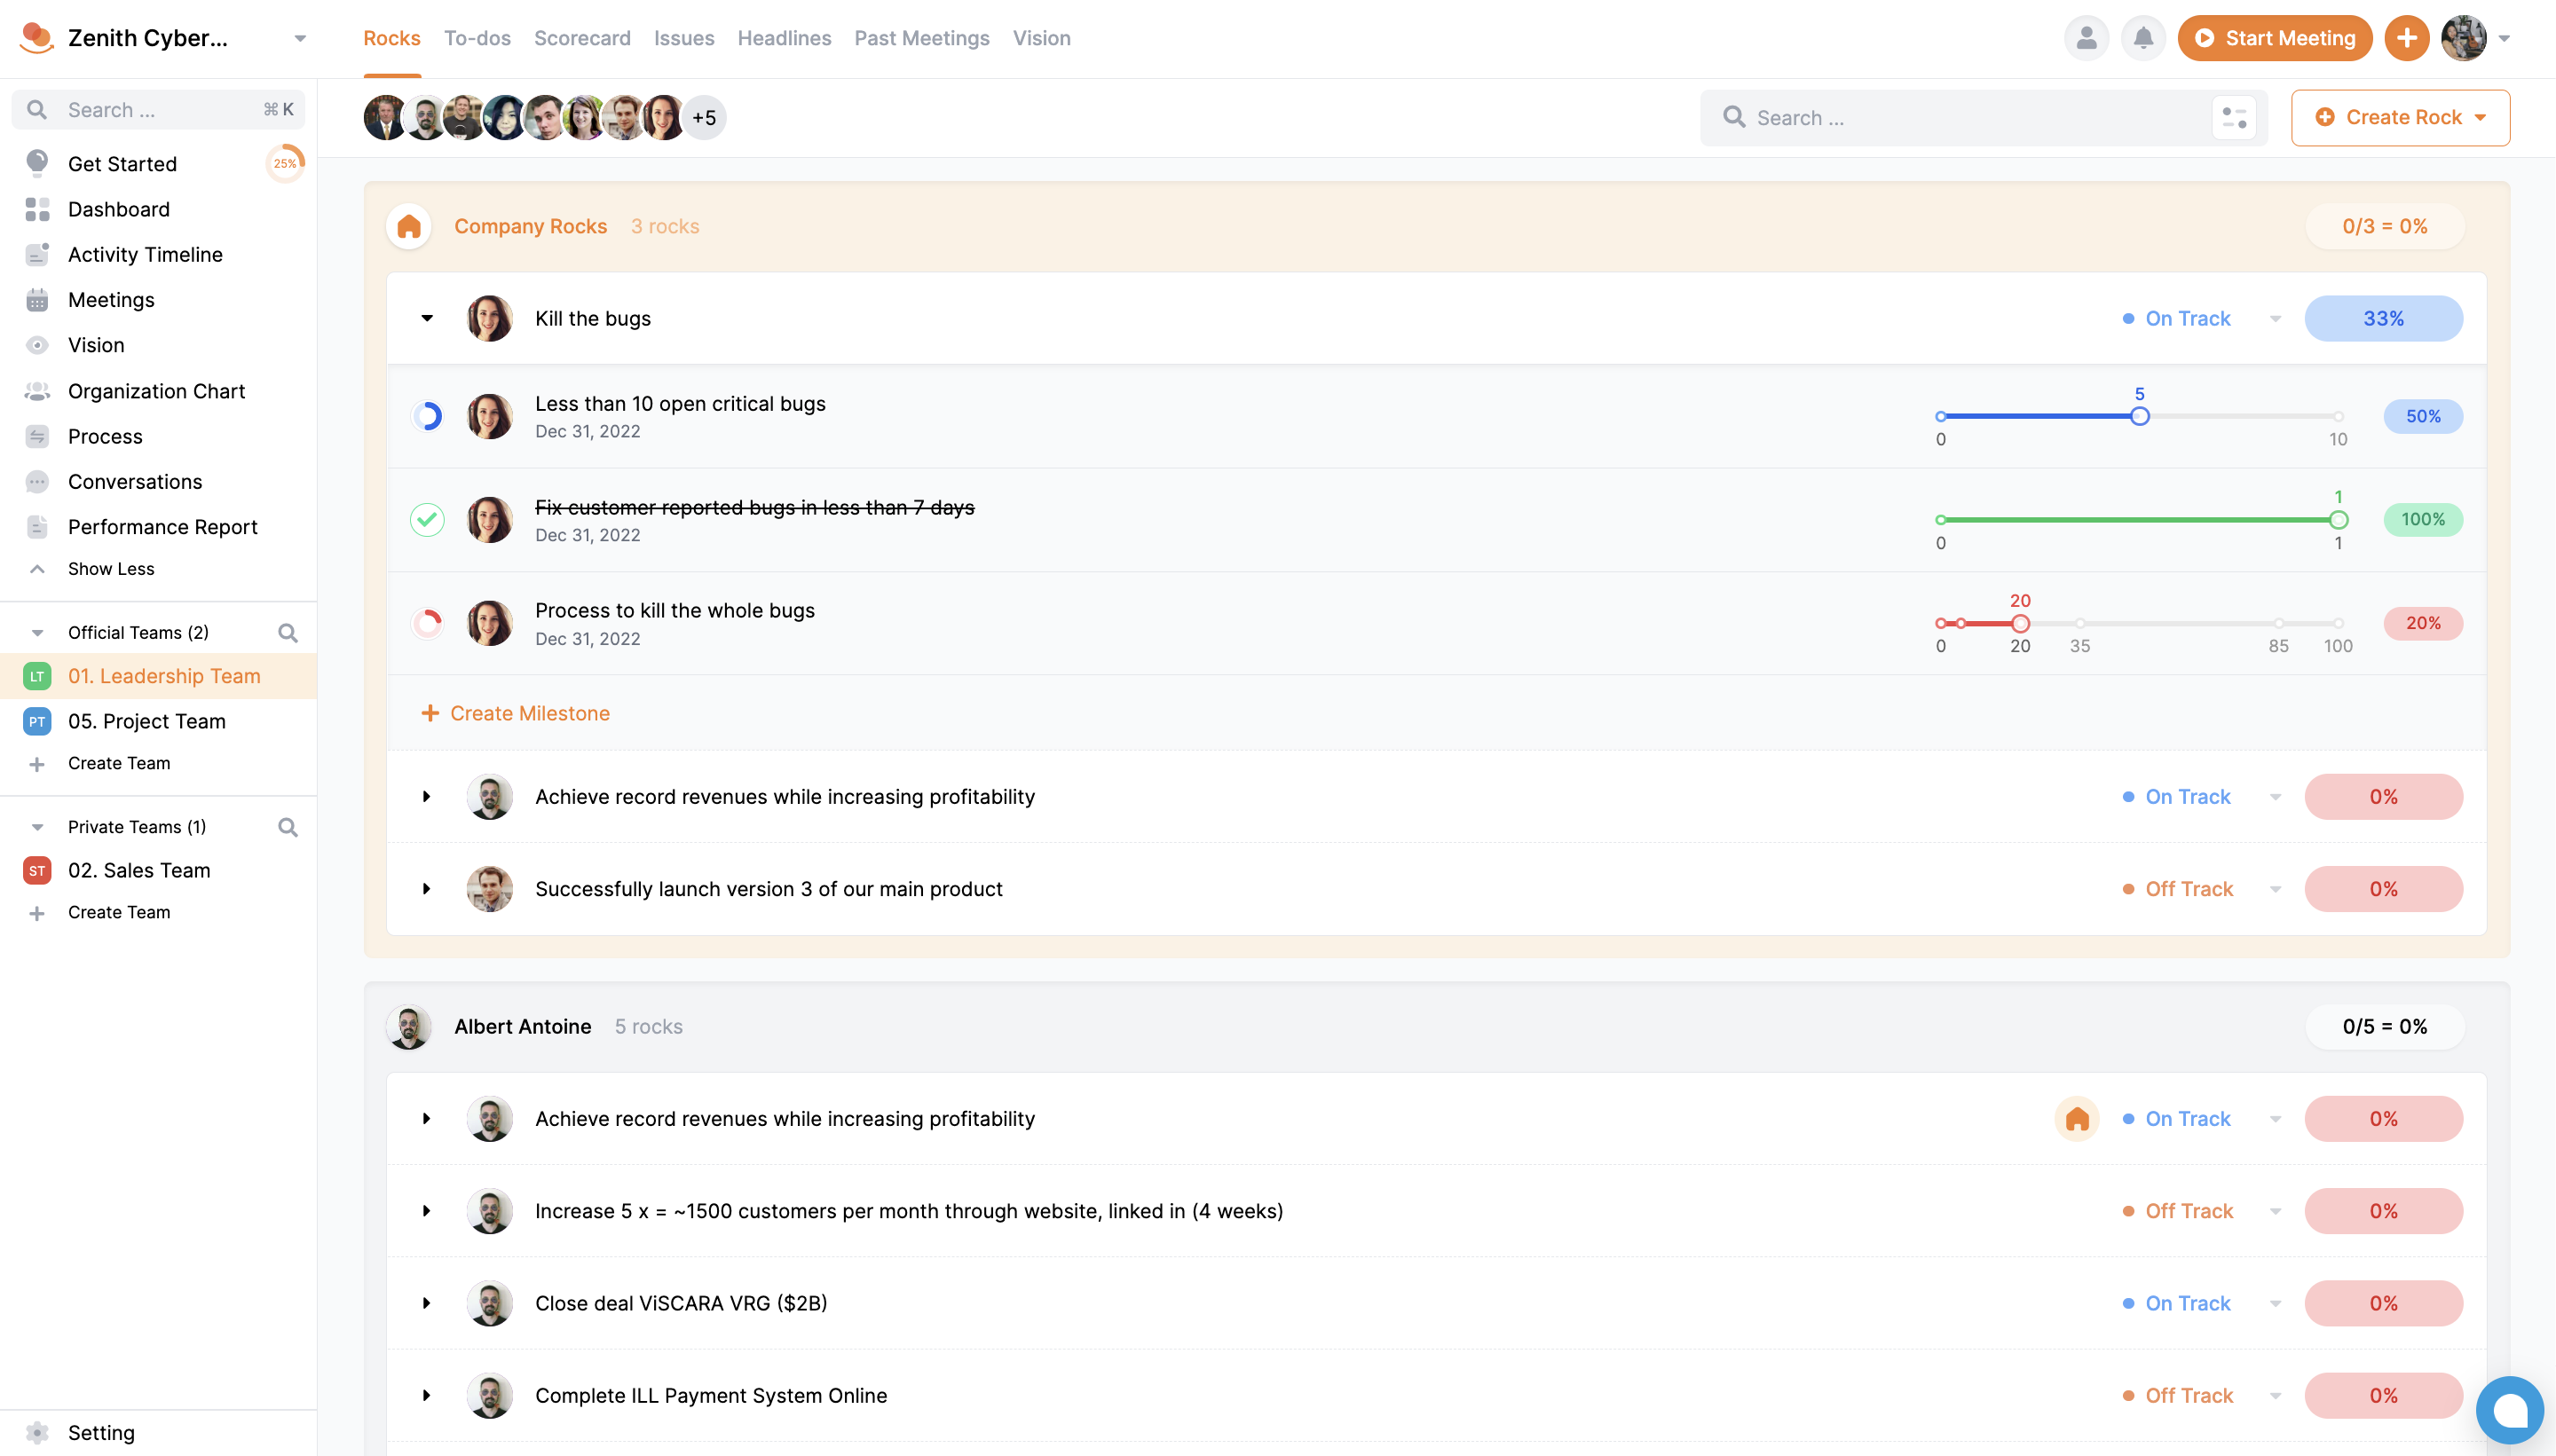 Zenith Cyber...
Rocks
To-dos
Scorecard
Issues
Headlines
Past Meetings
Vision
Start Meeting
Search ...
⌘ K
Get Started
25%
Dashboard
Activity Timeline
Meetings
Vision
Organization Chart
Process
Conversations
Performance Report
Show Less
Official Teams (2)
LT
01. Leadership Team
PT
05. Project Team
Create Team
Private Teams (1)
ST
02. Sales Team
Create Team
Setting
+5
Search ...
Create Rock
Company Rocks
3 rocks
0/3 = 0%
Kill the bugs
On Track
33%
Less than 10 open critical bugs
Dec 31, 2022
5
0
10
50%
Fix customer reported bugs in less than 7 days
Dec 31, 2022
1
0
1
100%
Process to kill the whole bugs
Dec 31, 2022
20
0
20
35
85
100
20%
Create Milestone
Achieve record revenues while increasing profitability
On Track
0%
Successfully launch version 3 of our main product
Off Track
0%
Albert Antoine
5 rocks
0/5 = 0%
Achieve record revenues while increasing profitability
On Track
0%
Increase 5 x = ~1500 customers per month through website, linked in (4 weeks)
Off Track
0%
Close deal ViSCARA VRG ($2B)
On Track
0%
Complete ILL Payment System Online
Off Track
0%